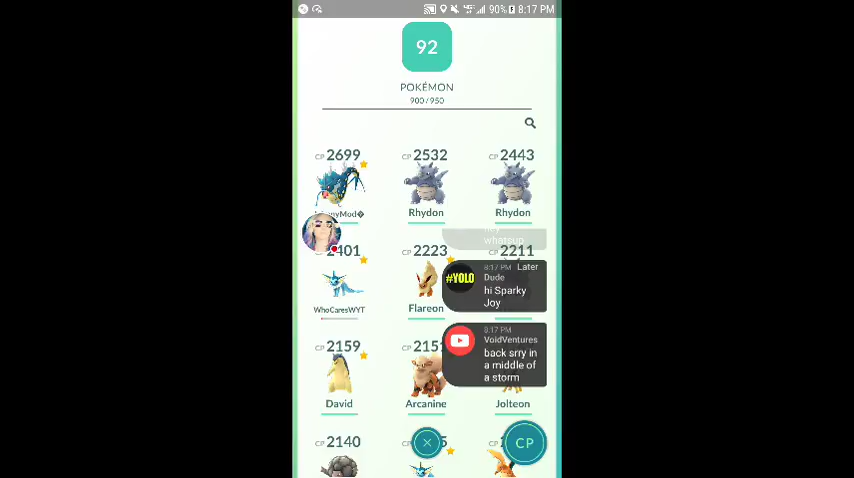 90% 8:17 PM
92
POKÉMON
900/950
CP 2699
CP 2532
CP 2443
Rhydon
Rhydon
whatsup
2401
CP 2223
2211
8:17 PM Later
Dude
#YOLO
hi Sparky
Joy
WhoCaresWYT
Flareon
8:17 PM
VoidVentures
back srry in
a middle of
a storm
CP 2159
CP
David
Arcanine
Jolteon
CP 2140
CP